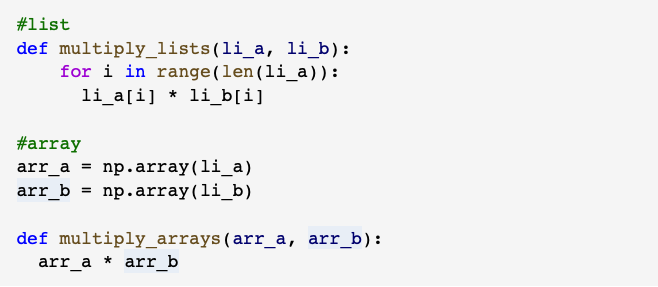 #list
def multiply_lists(li_a, li_b):
    for i in range(len(li_a)):
      li_a[i] * li_b[i]

#array
arr_a = np.array(li_a)
arr_b = np.array(li_b)

def multiply_arrays(arr_a, arr_b):
  arr_a * arr_b